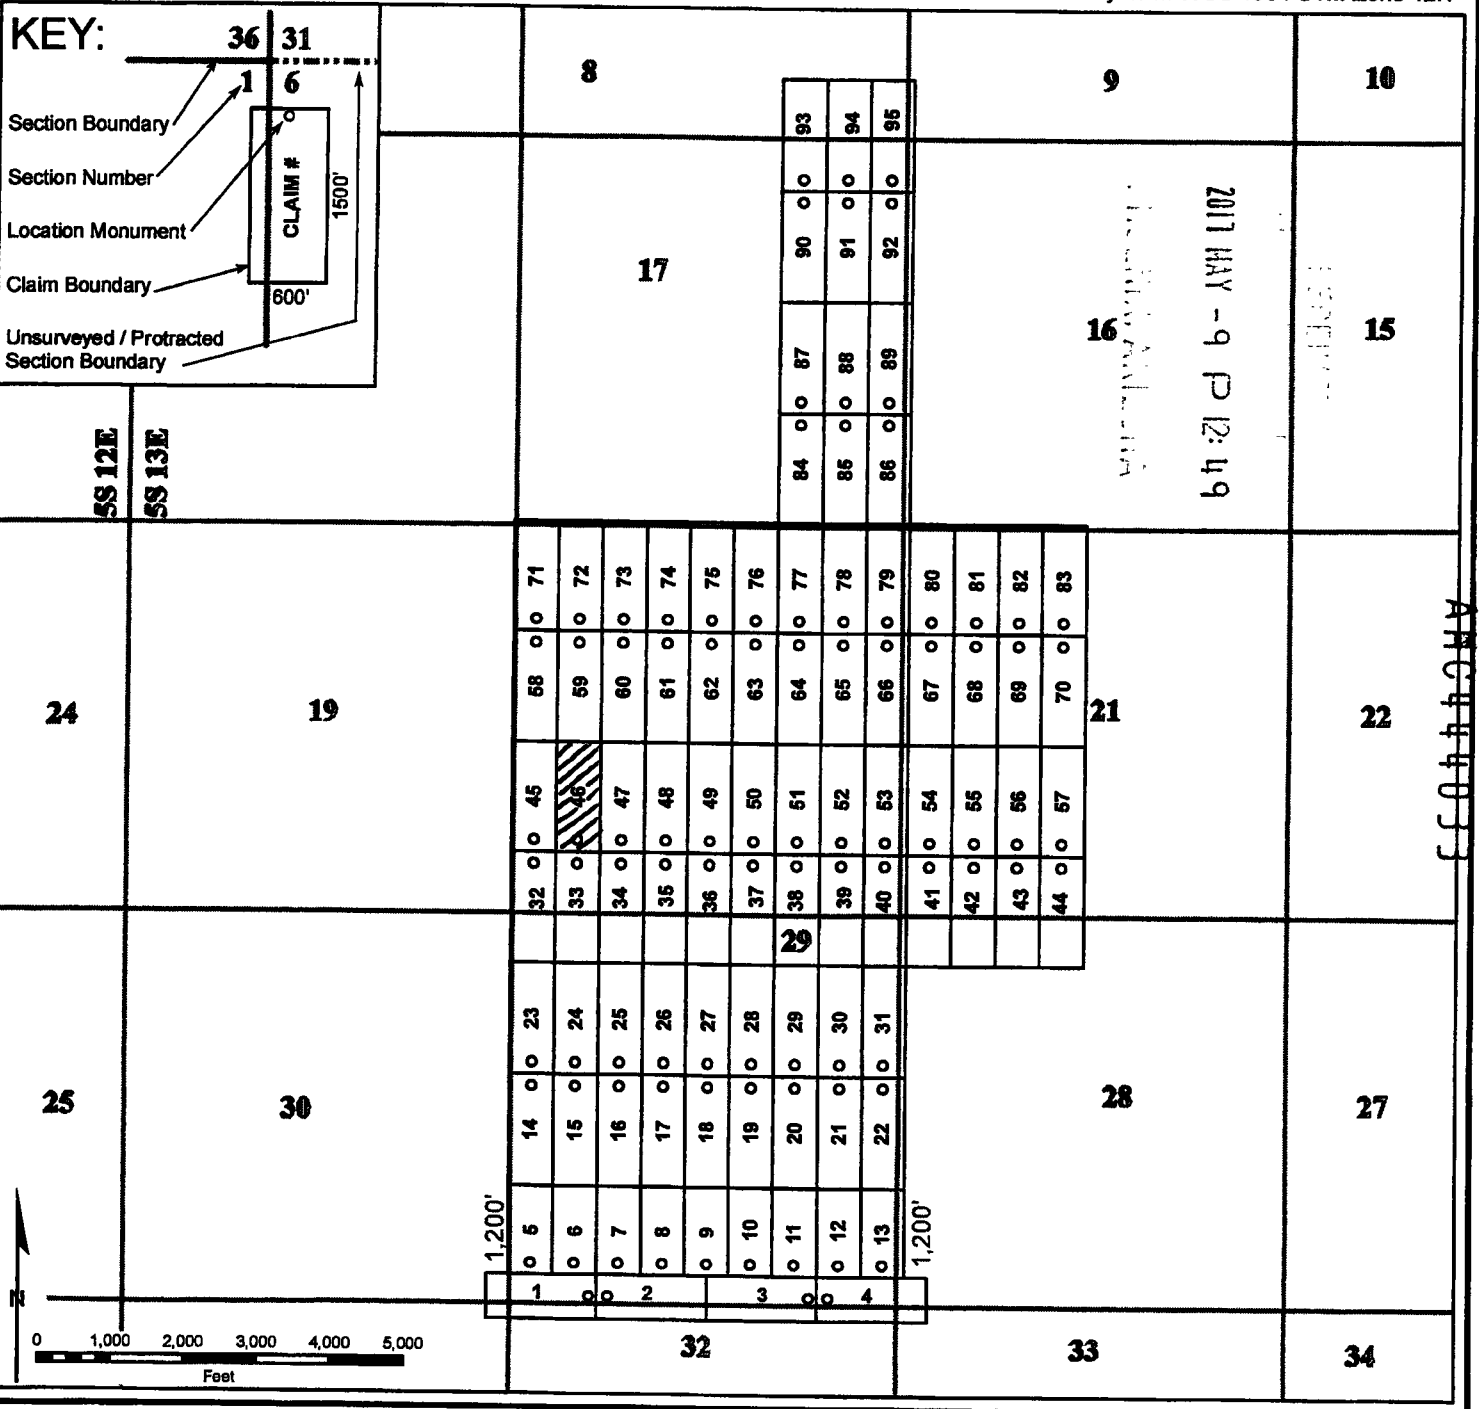 KEY:
36 31
1 6
Section Boundary
Section Number
Location Monument
Claim Boundary
Unsurveyed / Protracted
Section Boundary
CLAIM #
1500'
600'
8
9
10
93 94 95
90 91 92
17
16
15
2017 MAY -9 P 12:49
87 88 89
84 85 86
5S 12E
5S 13E
71 72 73 74 75 76 77 78 79 80 81 82 83
58 59 60 61 62 63 64 65 66 67 68 69 70
24
19
21
22
45 46 47 48 49 50 51 52 53 54 55 56 57
32 33 34 35 36 37 38 39 40 41 42 43 44
29
23 24 25 26 27 28 29 30 31
25
30
28
27
14 15 16 17 18 19 20 21 22
1,200'
5 6 7 8 9 10 11 12 13
1,200'
1 2 3 4
N
0 1,000 2,000 3,000 4,000 5,000
Feet
32
33
34